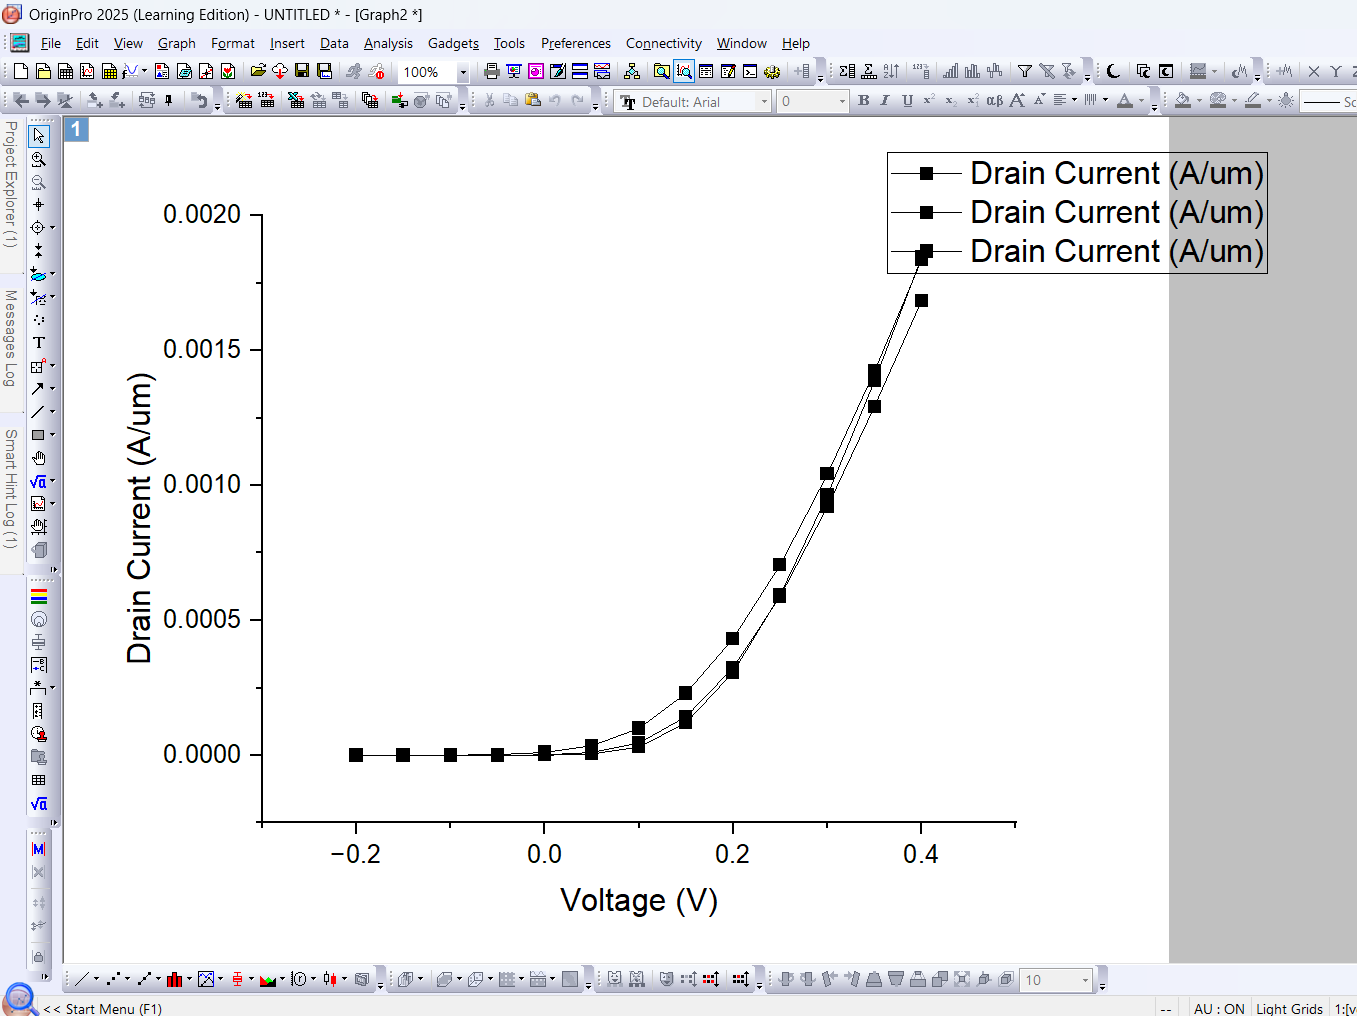 OriginPro 2025 (Learning Edition) - UNTITLED * - [Graph2 *]
File Edit View Graph Format Insert Data Analysis Gadgets Tools Preferences Connectivity Window Help
100%
Default: Arial 0 B I U
Project Explorer (1)
Messages Log
Smart Hint Log (1)
1
Drain Current (A/um)
Drain Current (A/um)
Drain Current (A/um)
0.0020
0.0015
0.0010
0.0005
0.0000
Drain Current (A/um)
−0.2 0.0 0.2 0.4
Voltage (V)
10
<< Start Menu (F1)
-- AU : ON Light Grids